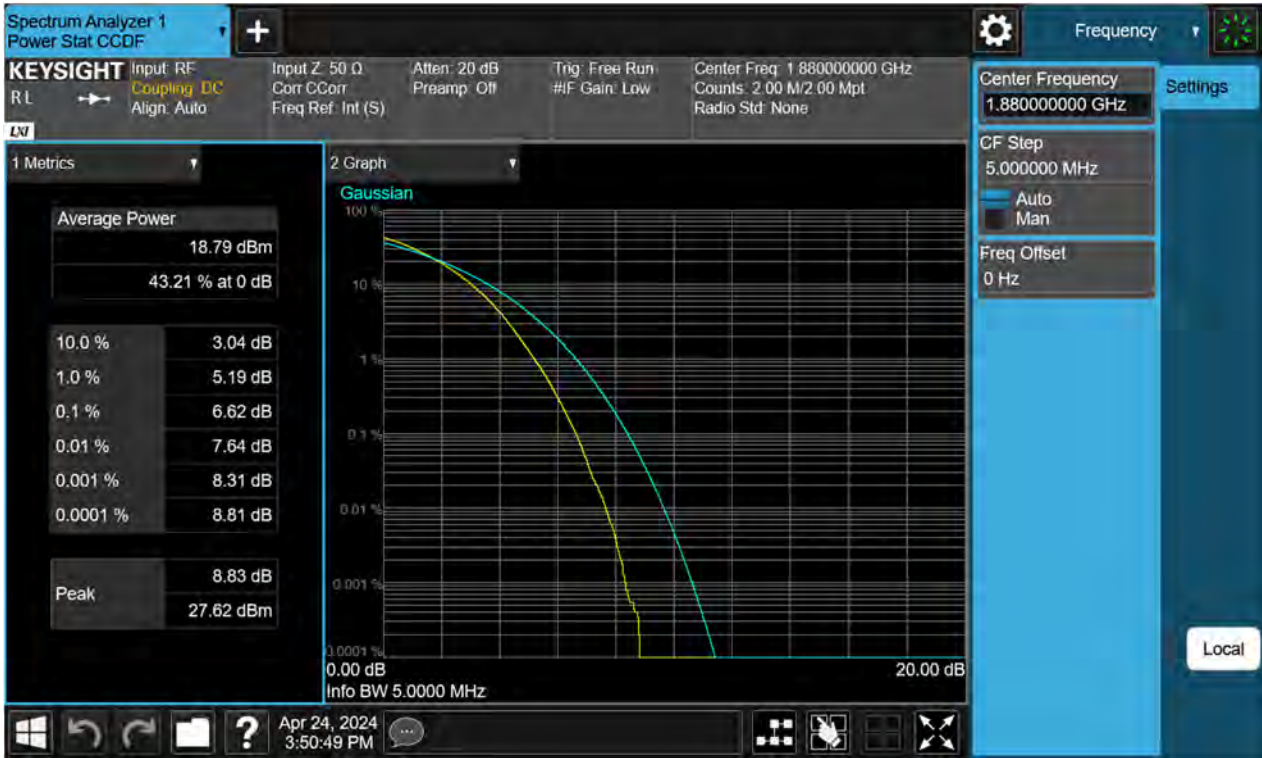 Spectrum Analyzer 1
Power Stat CCDF
+
Frequency
KEYSIGHT
R L
LXI
Input: RF
Coupling: DC
Align: Auto
Input Z: 50 Ω
Corr CCorr
Freq Ref: Int (S)
Atten: 20 dB
Preamp: Off
Trig: Free Run
#IF Gain: Low
Center Freq: 1.880000000 GHz
Counts: 2.00 M/2.00 Mpt
Radio Std: None
Center Frequency
1.880000000 GHz
Settings
CF Step
5.000000 MHz
Auto
Man
Freq Offset
0 Hz
Local
1 Metrics
Average Power
18.79 dBm
43.21 % at 0 dB
10.0 % 3.04 dB
1.0 % 5.19 dB
0.1 % 6.62 dB
0.01 % 7.64 dB
0.001 % 8.31 dB
0.0001 % 8.81 dB
Peak
8.83 dB
27.62 dBm
2 Graph
Gaussian
100 %
10 %
1 %
0.1 %
0.01 %
0.001 %
0.0001 %
0.00 dB 20.00 dB
Info BW 5.0000 MHz
?
Apr 24, 2024
3:50:49 PM